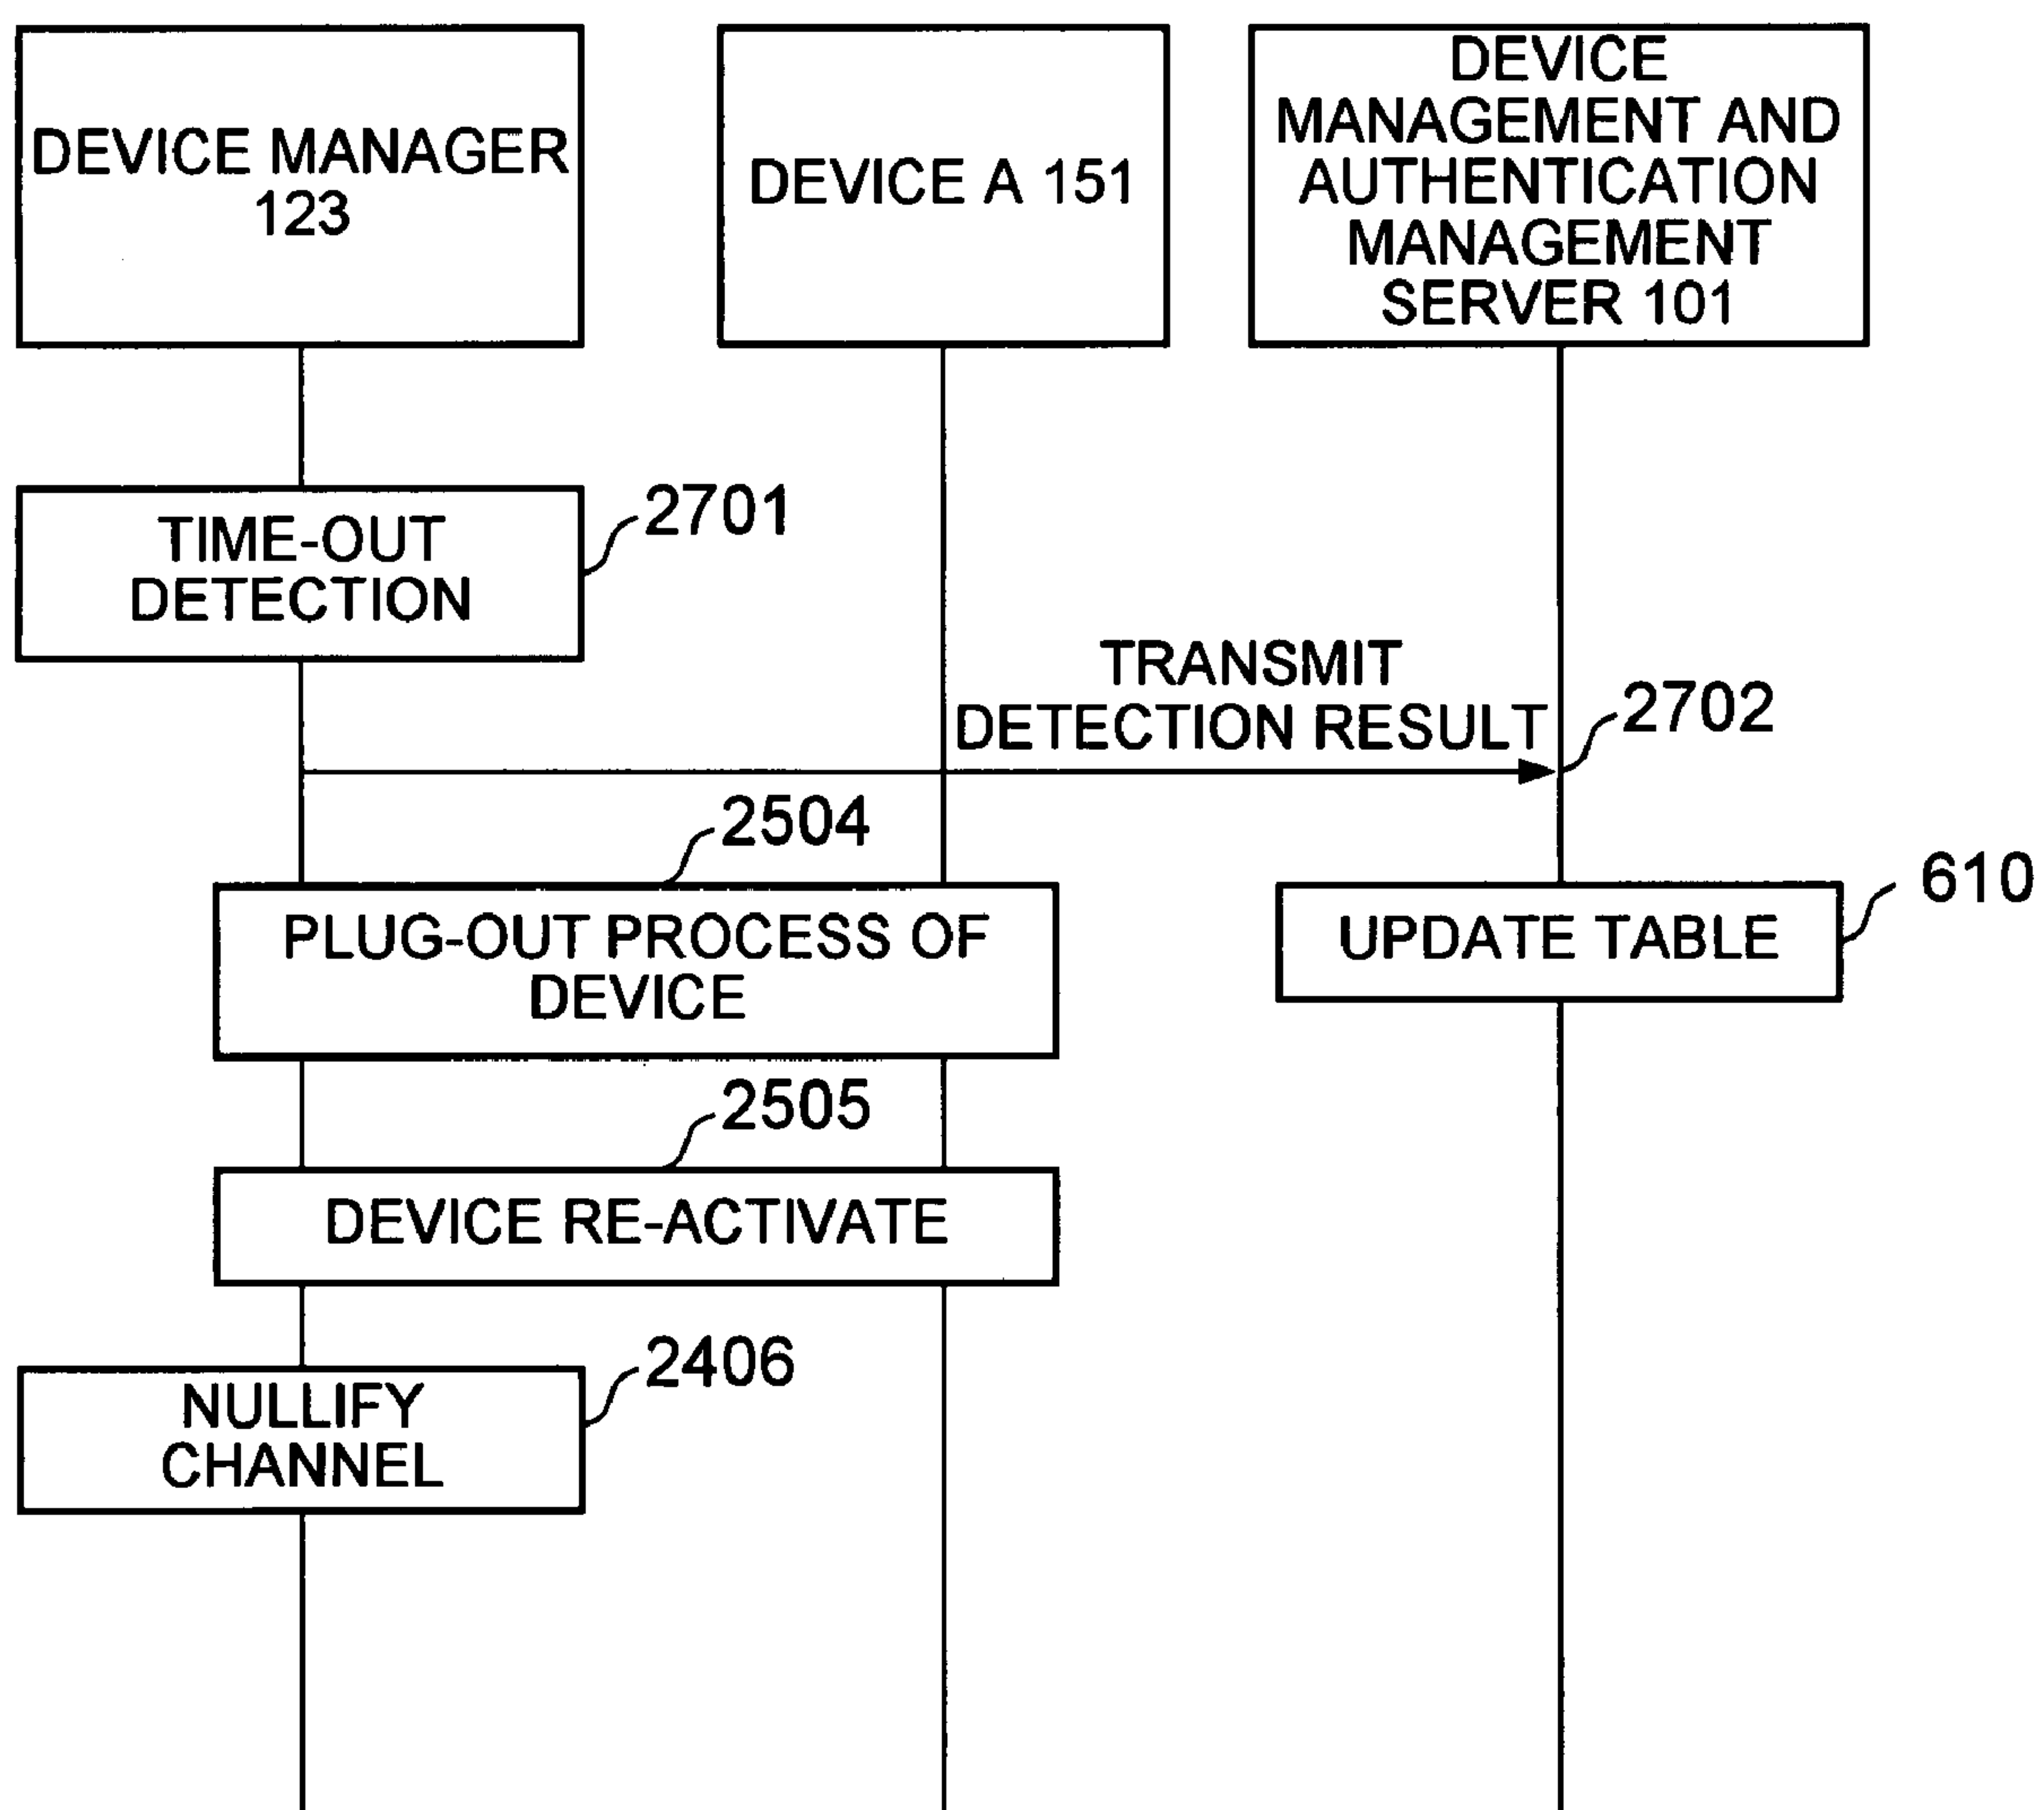 DEVICE MANAGER
123
DEVICE A 151
DEVICE
MANAGEMENT AND
AUTHENTICATION
MANAGEMENT
SERVER 101
TIME-OUT
DETECTION
2701
TRANSMIT
DETECTION RESULT
2702
2504
PLUG-OUT PROCESS OF
DEVICE
UPDATE TABLE
610
2505
DEVICE RE-ACTIVATE
NULLIFY
CHANNEL
2406